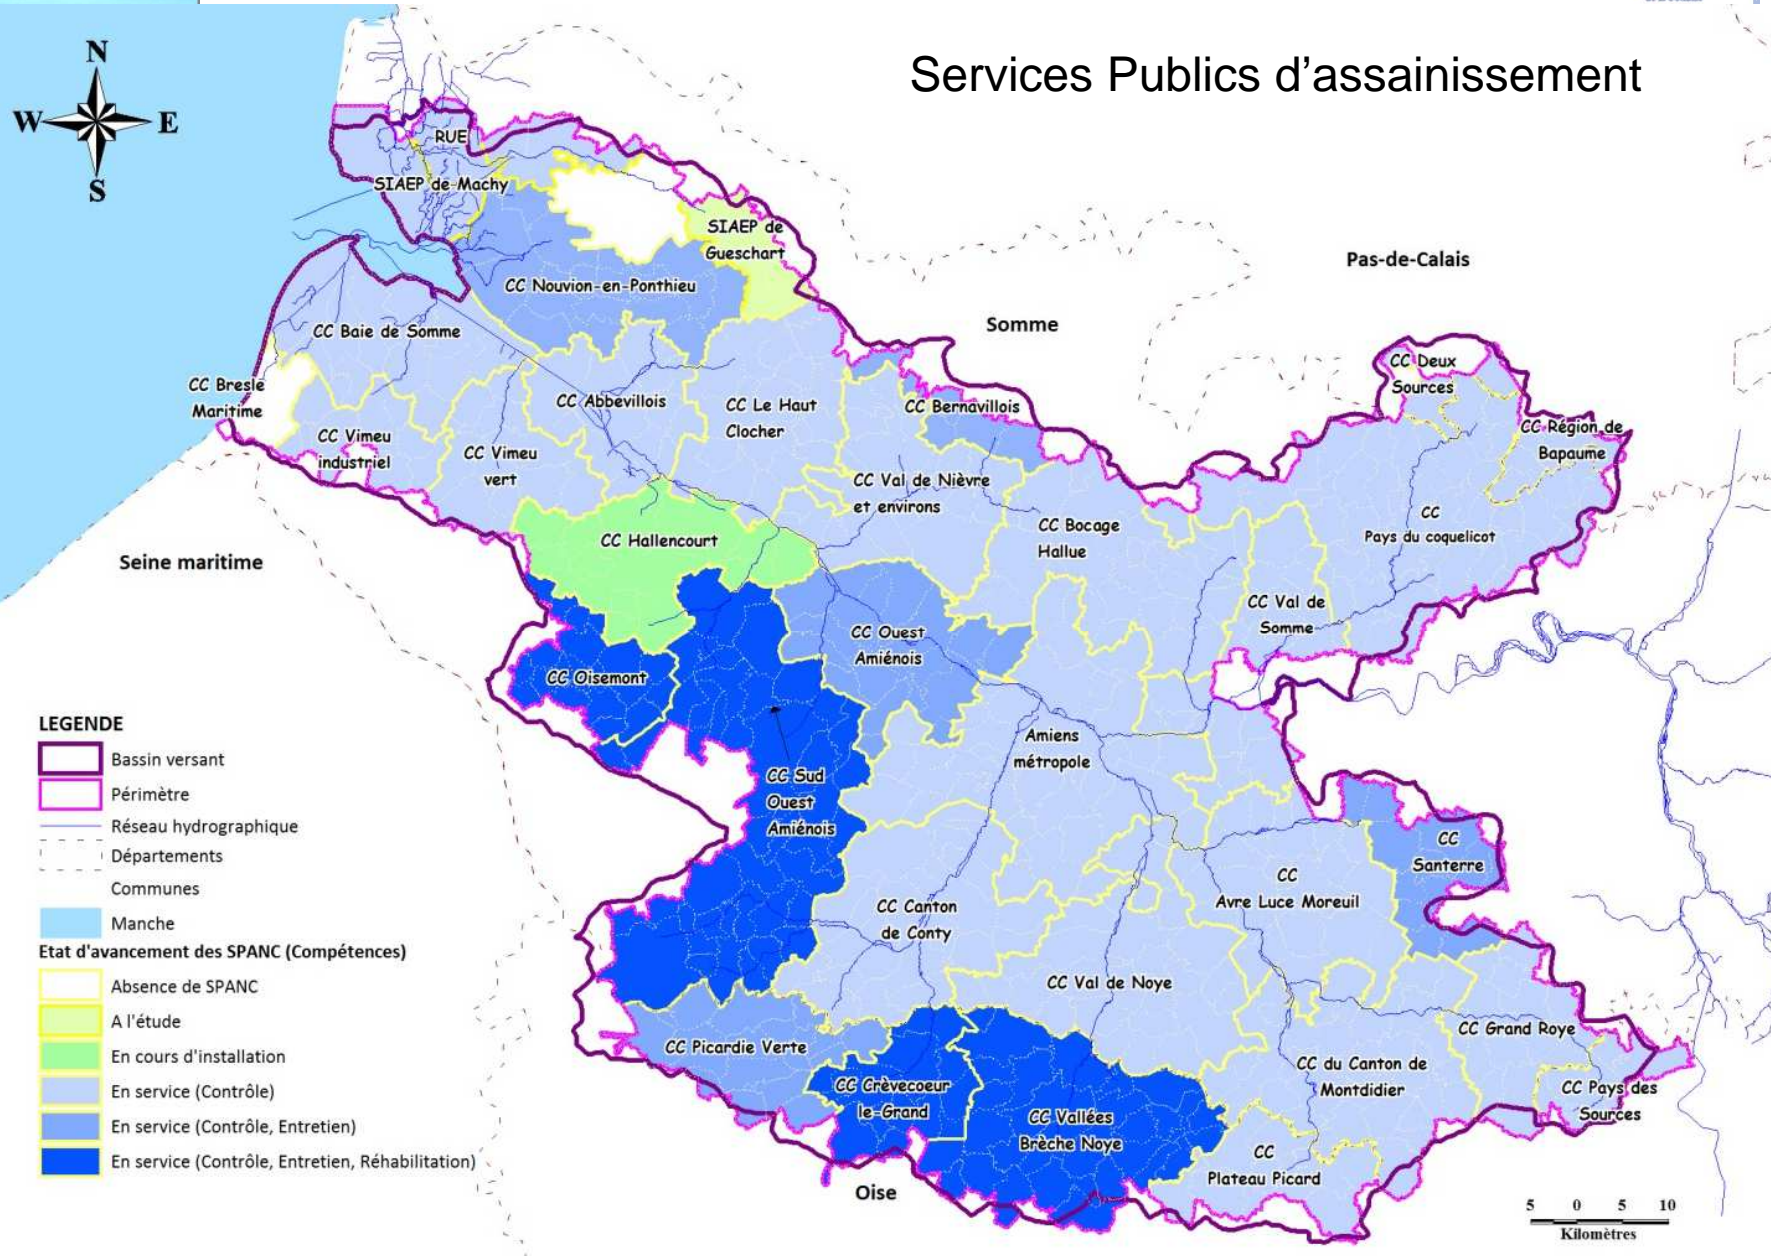 Services Publics d'assainissement
N
W
E
S
RUE
SIAEP de Machy
SIAEP de
Gueschart
Pas-de-Calais
CC Nouvion-en-Ponthieu
Somme
CC Baie de Somme
CC Deux
Sources
CC Bresle
Maritime
CC Abbevillois
CC Le Haut
Clocher
CC Bernavillois
CC Région de
Bapaume
CC Vimeu
industriel
CC Vimeu
vert
CC Val de Nièvre
et environs
CC Bocage
Hallue
CC
Pays du coquelicot
CC Hallencourt
Seine maritime
CC Val de
Somme
CC Ouest
Amiénois
CC Oisemont
Amiens
métropole
CC Sud
Ouest
Amiénois
CC
Santerre
CC
Avre Luce Moreuil
CC Canton
de Conty
CC Val de Noye
CC Grand Roye
CC Picardie Verte
CC du Canton de
Montdidier
CC Crèvecoeur
le-Grand
CC Pays des
Sources
CC Vallées
Brèche Noye
CC
Plateau Picard
Oise
LEGENDE
Bassin versant
Périmètre
Réseau hydrographique
Départements
Communes
Manche
Etat d'avancement des SPANC (Compétences)
Absence de SPANC
A l'étude
En cours d'installation
En service (Contrôle)
En service (Contrôle, Entretien)
En service (Contrôle, Entretien, Réhabilitation)
5 0 5 10
Kilomètres